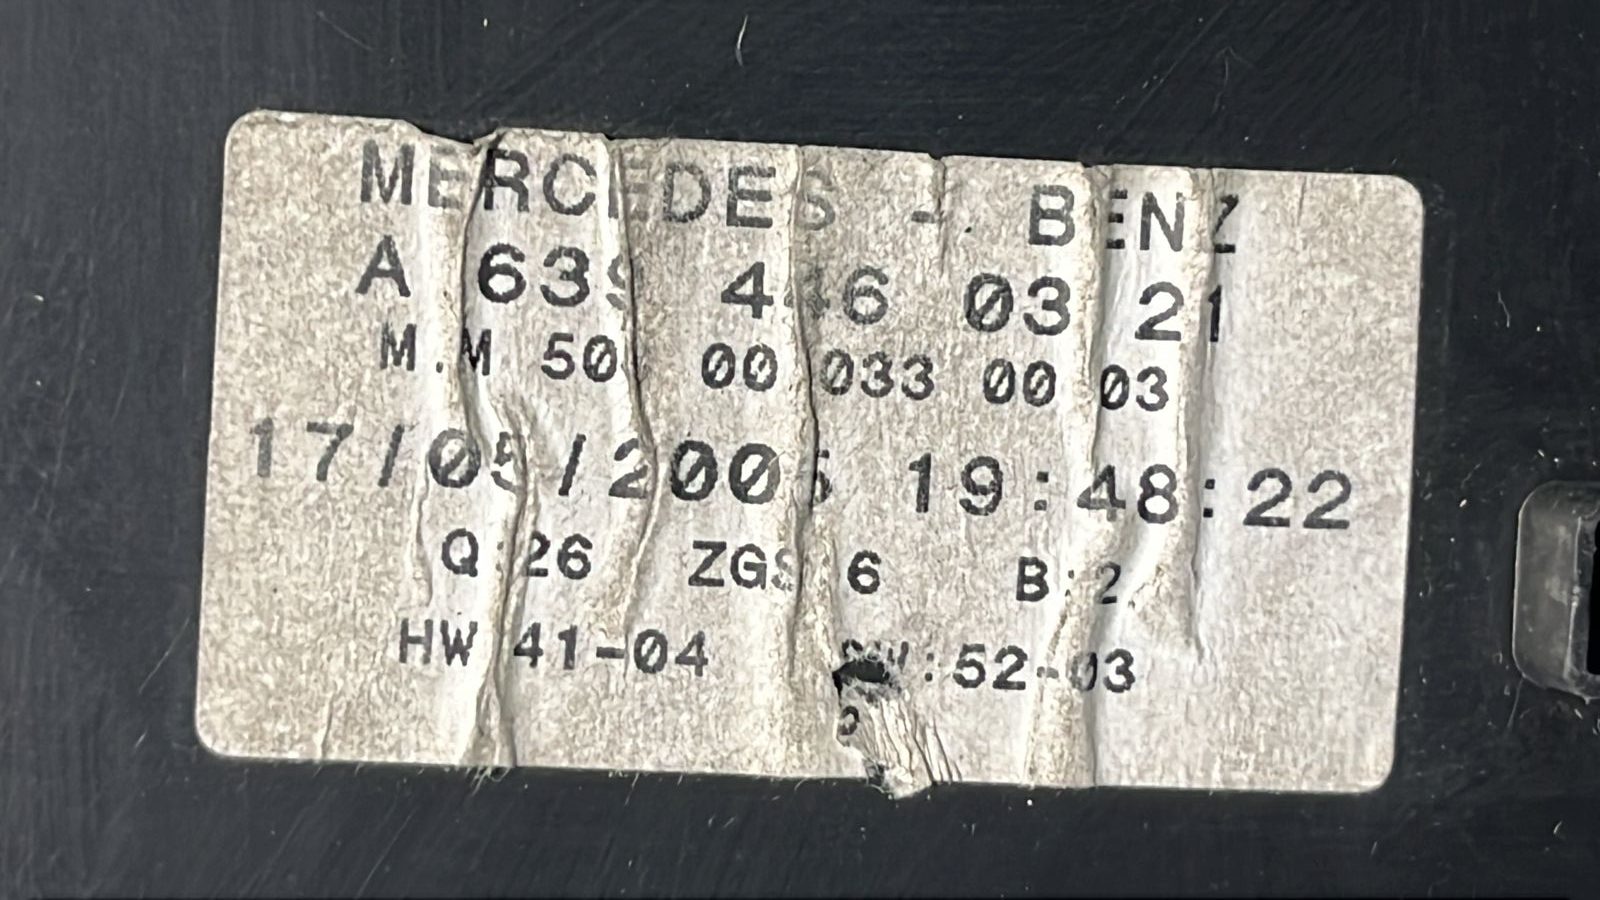 MERCEDES - BENZ
A 639 446 03 21
M.M 50 00 033 00 03
17/05/2005 19:48:22
Q:26 ZGS 6 B:2
HW 41-04 SW:52-03